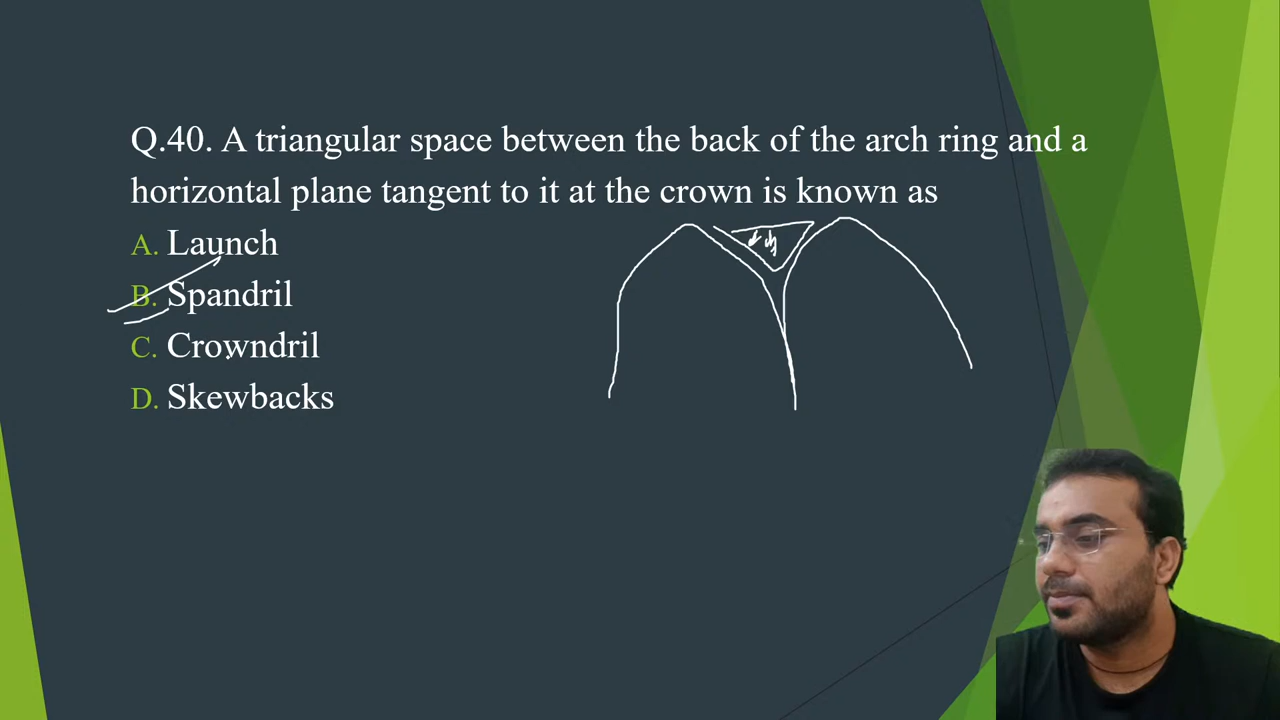 Q.40. A triangular space between the back of the arch ring and a
horizontal plane tangent to it at the crown is known as
A. Launch
B. Spandril
C. Crowndril
D. Skewbacks